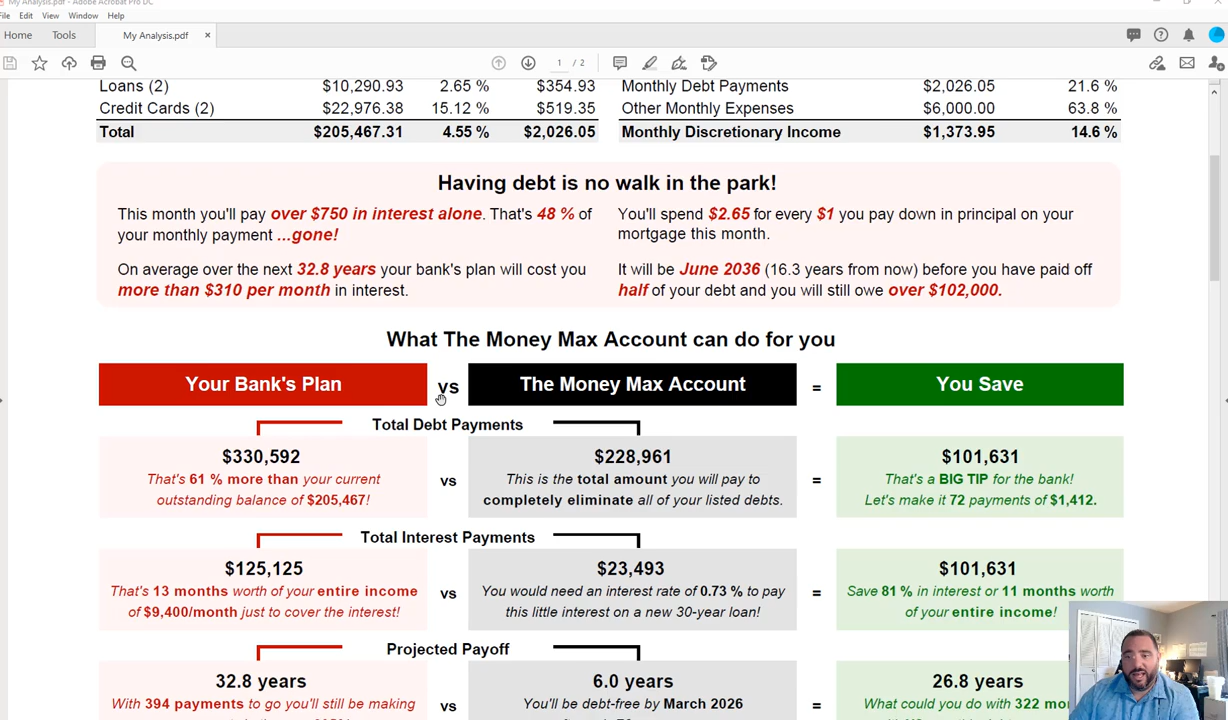 My Analysis.pdf - Adobe Acrobat Pro DC
File Edit View Window Help
Home Tools My Analysis.pdf ×
1 / 2
Loans (2) $10,290.93 2.65 % $354.93
Credit Cards (2) $22,976.38 15.12 % $519.35
Total $205,467.31 4.55 % $2,026.05
Monthly Debt Payments $2,026.05 21.6 %
Other Monthly Expenses $6,000.00 63.8 %
Monthly Discretionary Income $1,373.95 14.6 %
Having debt is no walk in the park!
This month you'll pay over $750 in interest alone. That's 48 % of
your monthly payment ...gone!
On average over the next 32.8 years your bank's plan will cost you
more than $310 per month in interest.
You'll spend $2.65 for every $1 you pay down in principal on your
mortgage this month.
It will be June 2036 (16.3 years from now) before you have paid off
half of your debt and you will still owe over $102,000.
What The Money Max Account can do for you
Your Bank's Plan vs The Money Max Account = You Save
Total Debt Payments
$330,592
That's 61 % more than your current
outstanding balance of $205,467!
vs
$228,961
This is the total amount you will pay to
completely eliminate all of your listed debts.
=
$101,631
That's a BIG TIP for the bank!
Let's make it 72 payments of $1,412.
Total Interest Payments
$125,125
That's 13 months worth of your entire income
of $9,400/month just to cover the interest!
vs
$23,493
You would need an interest rate of 0.73 % to pay
this little interest on a new 30-year loan!
=
$101,631
Save 81 % in interest or 11 months worth
of your entire income!
Projected Payoff
32.8 years
With 394 payments to go you'll still be making
vs
6.0 years
You'll be debt-free by March 2026
=
26.8 years
What could you do with 322 mo